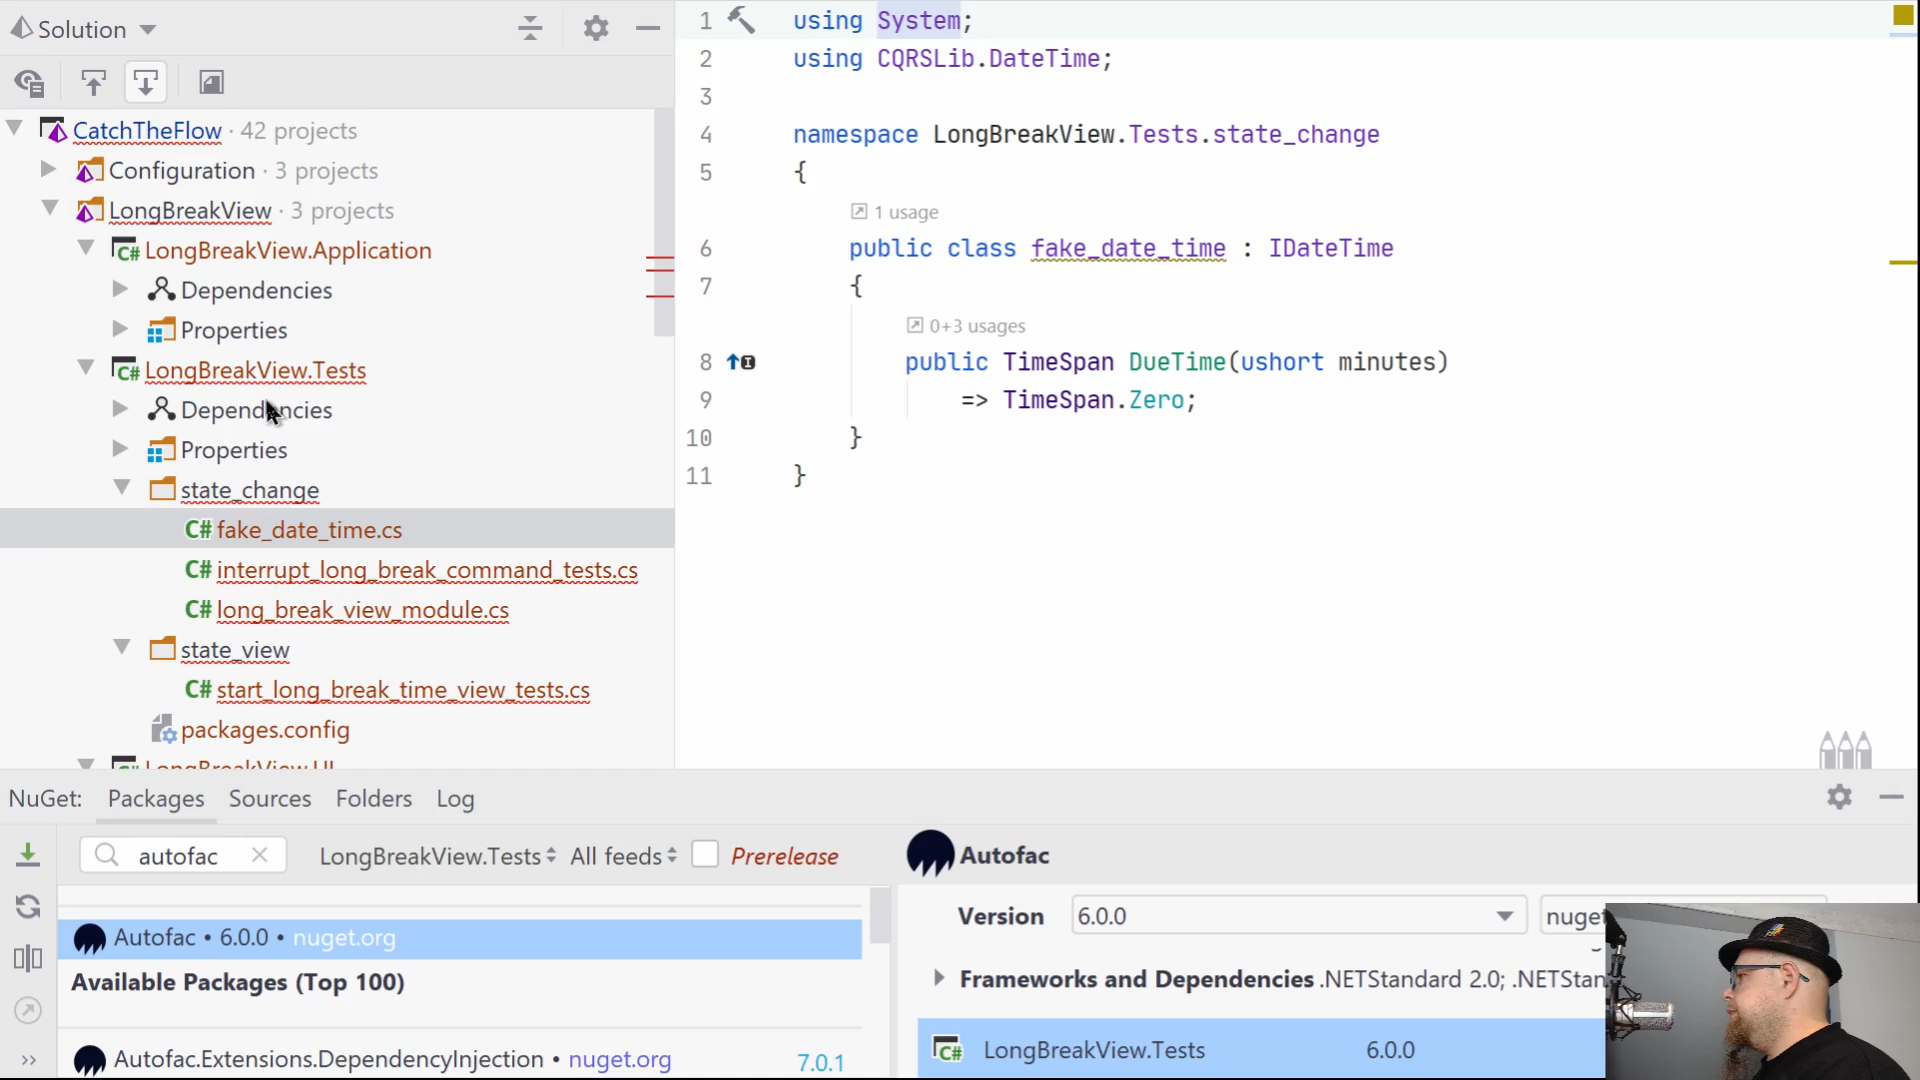 Solution
CatchTheFlow · 42 projects
Configuration · 3 projects
LongBreakView · 3 projects
C# LongBreakView.Application
Dependencies
Properties
C# LongBreakView.Tests
Dependencies
Properties
state_change
C# fake_date_time.cs
C# interrupt_long_break_command_tests.cs
C# long_break_view_module.cs
state_view
C# start_long_break_time_view_tests.cs
packages.config
C# LongBreakView.UI
1 using System;
2 using CQRSLib.DateTime;
3
4 namespace LongBreakView.Tests.state_change
5 {
1 usage
6 public class fake_date_time : IDateTime
7 {
0+3 usages
8 public TimeSpan DueTime(ushort minutes)
9 => TimeSpan.Zero;
10 }
11 }
NuGet: Packages Sources Folders Log
autofac LongBreakView.Tests All feeds Prerelease
Autofac • 6.0.0 • nuget.org
Available Packages (Top 100)
Autofac.Extensions.DependencyInjection • nuget.org 7.0.1
Autofac
Version 6.0.0 nuge
Frameworks and Dependencies .NETStandard 2.0; .NETStan
C# LongBreakView.Tests 6.0.0